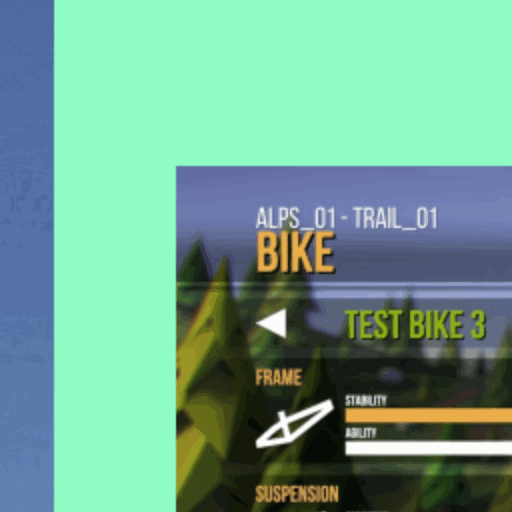 ALPS_01 - TRAIL_01
BIKE
TEST BIKE 3
FRAME
STABILITY
AGILITY
SUSPENSION